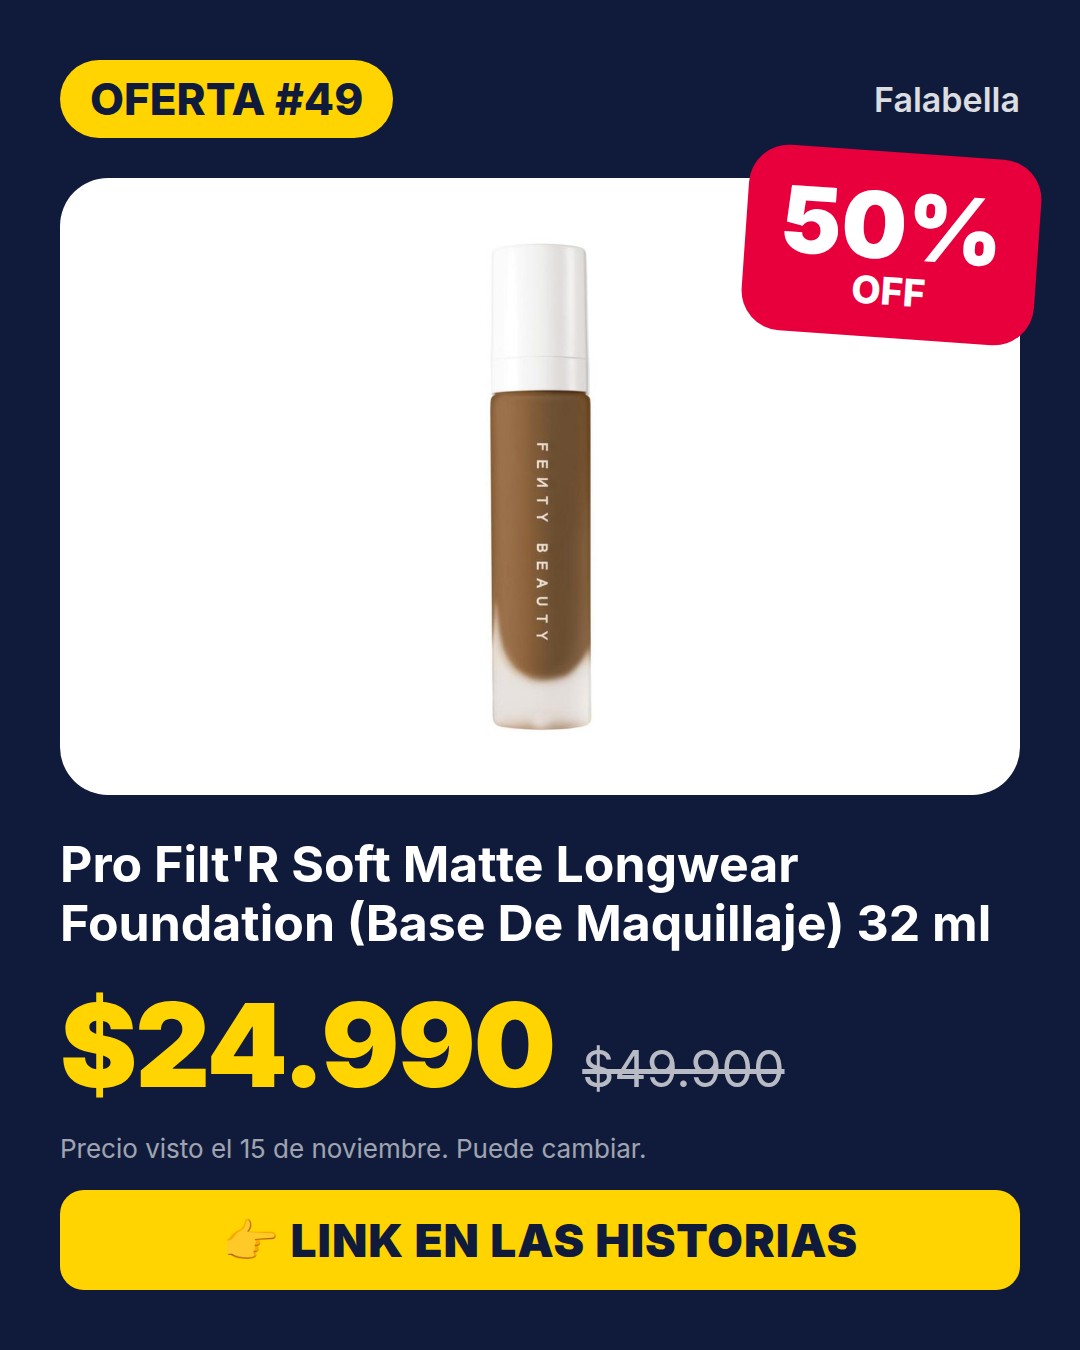 OFERTA #49
Falabella
50%
OFF
FENTY BEAUTY
Pro Filt'R Soft Matte Longwear
Foundation (Base De Maquillaje) 32 ml
$24.990 $49.900
Precio visto el 15 de noviembre. Puede cambiar.
👉 LINK EN LAS HISTORIAS